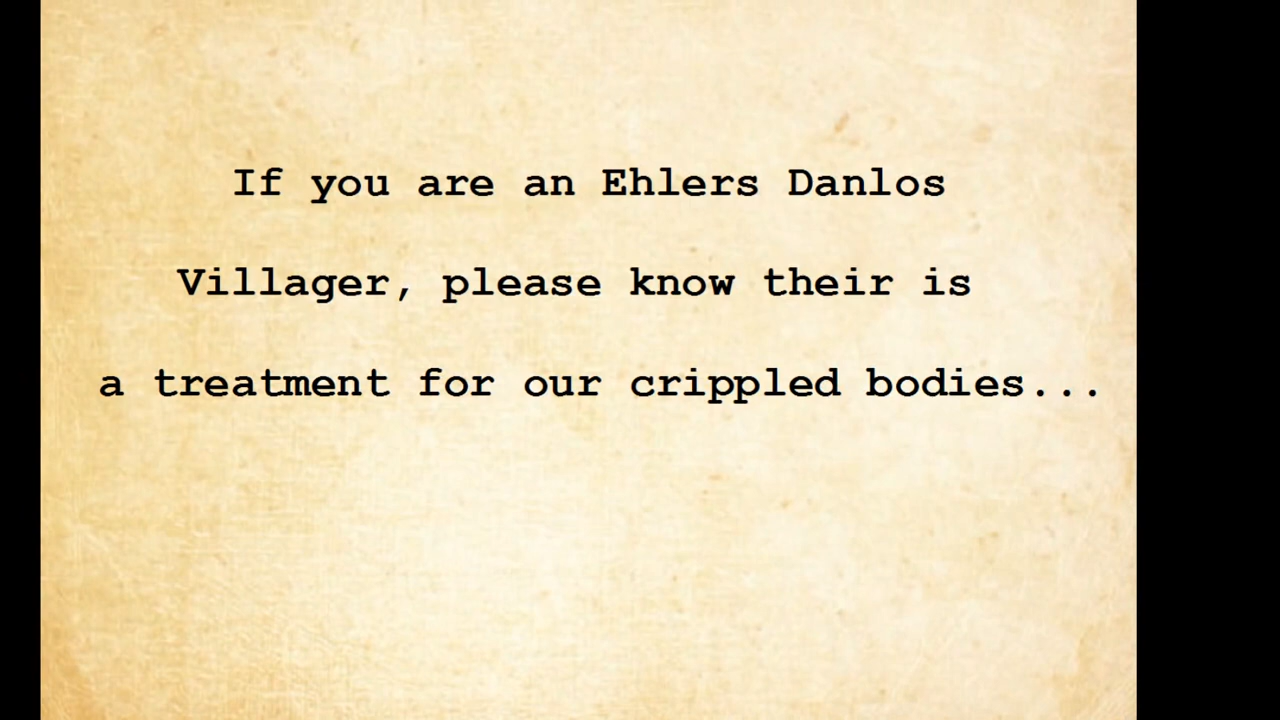 If you are an Ehlers Danlos
Villager, please know their is
a treatment for our crippled bodies...